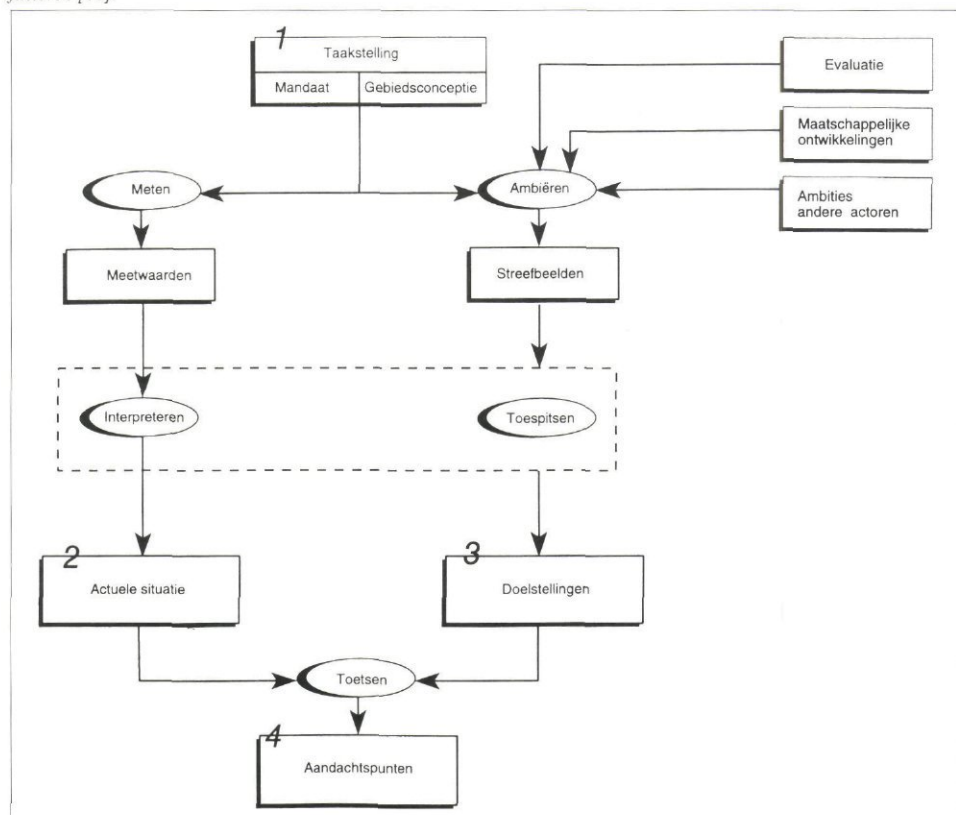 1
Taakstelling
Mandaat
Gebiedsconceptie
Evaluatie
Maatschappelijke
ontwikkelingen
Ambities
andere actoren
Meten
Ambiëren
Meetwaarden
Streefbeelden
Interpreteren
Toespitsen
2
Actuele situatie
3
Doelstellingen
Toetsen
4
Aandachtspunten